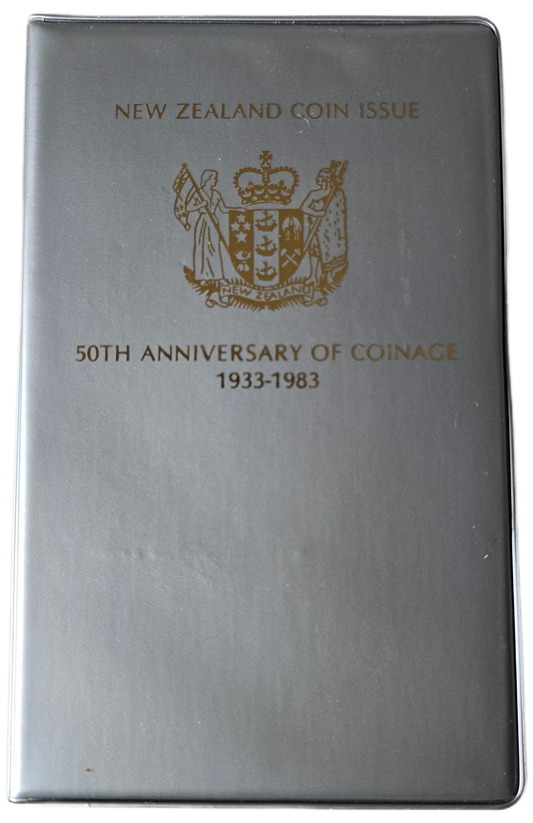 NEW ZEALAND COIN ISSUE
NEW ZEALAND
50TH ANNIVERSARY OF COINAGE
1933-1983